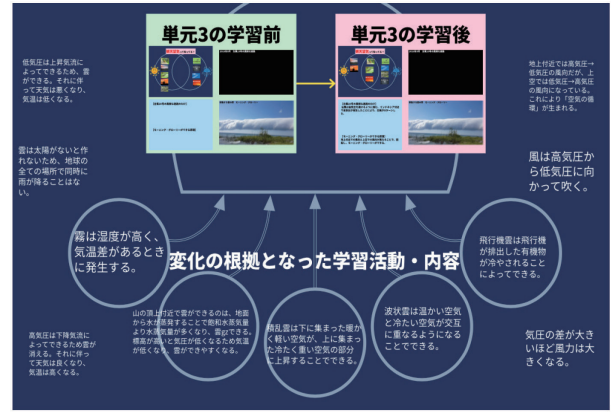 単元3の学習前
単元3の学習後
低気圧は上昇気流に
よってできるため、雲
ができる。それに伴
って天気は悪くなり、
気温は低くなる。
地上付近では高気圧→
低気圧の風向だが、上
空では低気圧→高気圧
の風向になっている。
これにより「空気の循
環」が生まれる。
雲は太陽がないと作
れないため、地球の
全ての場所で同時に
雨が降ることはな
い。
風は高気圧から
低気圧に向
かって吹く。
霧は湿度が高く、
気温差があるとき
に発生する。
変化の根拠となった学習活動・内容
飛行機雲は飛行機
が排出した有機物
が冷やされること
によってできる。
高気圧は下降気流に
よってできるため雲が
消える。それに伴っ
て天気は良くなり、
気温は高くなる。
山の頂上付近で雲ができるのは、地面
から水が蒸発することで飽和水蒸気量
より水蒸気量が多くなり、雲ができる。
標高が高いと気圧が低くなるため気温
が低くなり、雲ができやすくなる。
積乱雲は下に集まった暖か
く軽い空気が、上に集まっ
た冷たく重い空気の部分
に上昇することでできる。
波状雲は温かい空気
と冷たい空気が交互
に重なるようになる
ことでできる。
気圧の差が大き
いほど風力は大
きくなる。